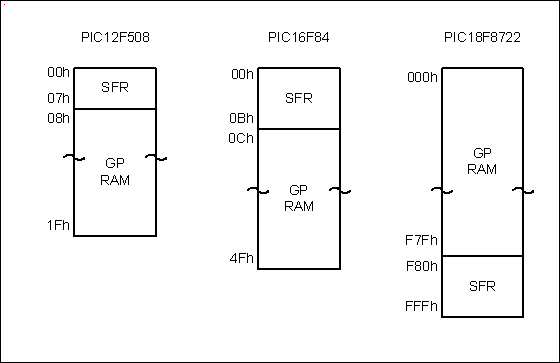 PIC12F508
00h
SFR
07h
08h
GP
RAM
1Fh
PIC16F84
00h
SFR
0Bh
0Ch
GP
RAM
4Fh
PIC18F8722
000h
GP
RAM
F7Fh
F80h
SFR
FFFh